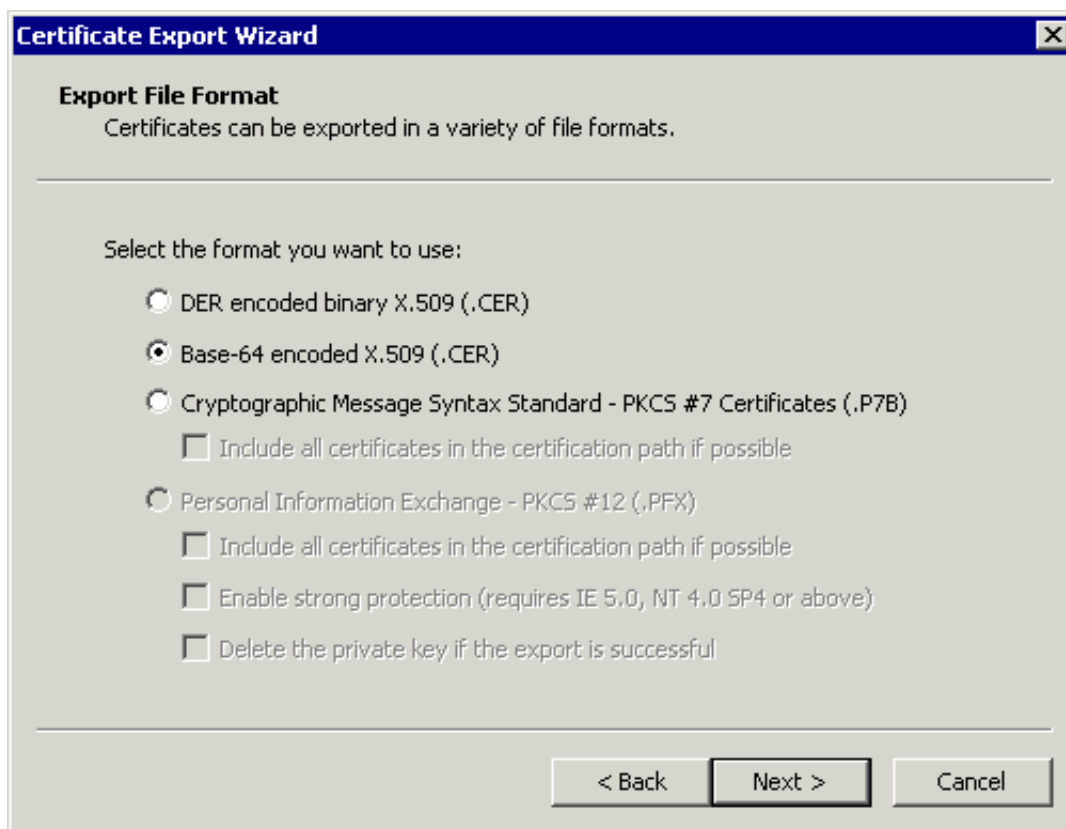 Certificate Export Wizard
Export File Format
Certificates can be exported in a variety of file formats.
Select the format you want to use:
DER encoded binary X.509 (.CER)
Base-64 encoded X.509 (.CER)
Cryptographic Message Syntax Standard - PKCS #7 Certificates (.P7B)
Include all certificates in the certification path if possible
Personal Information Exchange - PKCS #12 (.PFX)
Include all certificates in the certification path if possible
Enable strong protection (requires IE 5.0, NT 4.0 SP4 or above)
Delete the private key if the export is successful
< Back Next > Cancel